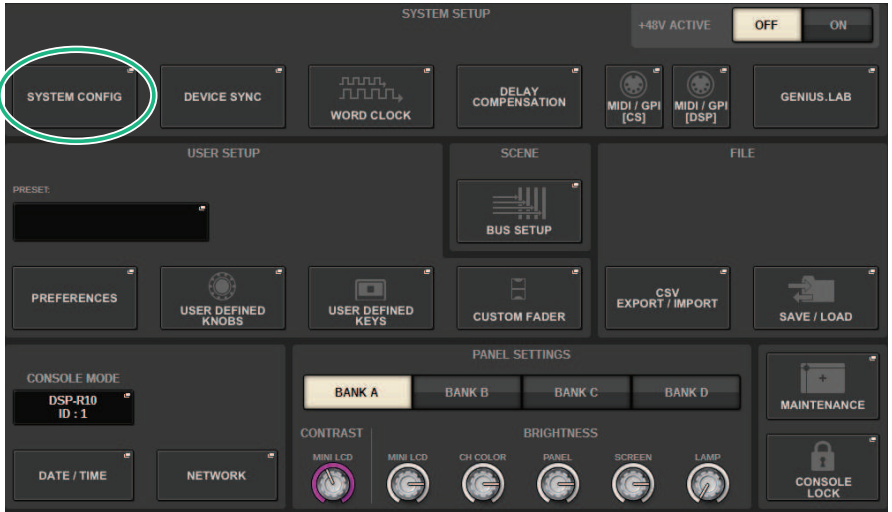 SYSTEM SETUP
+48V ACTIVE
OFF
ON
SYSTEM CONFIG
DEVICE SYNC
WORD CLOCK
DELAY
COMPENSATION
MIDI / GPI
[CS]
MIDI / GPI
[DSP]
GENIUS.LAB
USER SETUP
SCENE
FILE
PRESET:
BUS SETUP
PREFERENCES
USER DEFINED
KNOBS
USER DEFINED
KEYS
CUSTOM FADER
CSV
EXPORT / IMPORT
SAVE / LOAD
CONSOLE MODE
DSP-R10
ID : 1
PANEL SETTINGS
BANK A
BANK B
BANK C
BANK D
MAINTENANCE
CONTRAST
BRIGHTNESS
MINI LCD
MINI LCD
CH COLOR
PANEL
SCREEN
LAMP
DATE / TIME
NETWORK
CONSOLE
LOCK